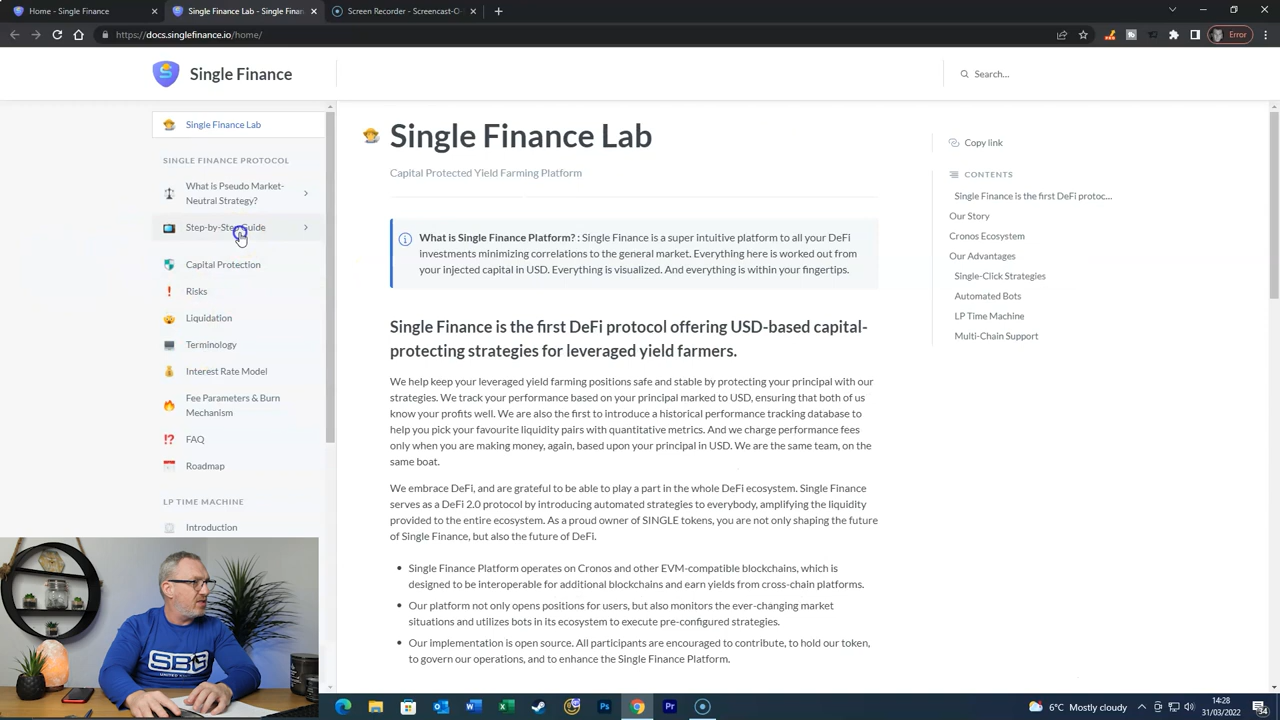 Home - Single Finance
Single Finance Lab - Single Finan
Screen Recorder - Screencast-O-
https://docs.singlefinance.io/home/
Error
Single Finance
Search...
Single Finance Lab
SINGLE FINANCE PROTOCOL
What is Pseudo Market-
Neutral Strategy?
Step-by-Step Guide
Capital Protection
Risks
Liquidation
Terminology
Interest Rate Model
Fee Parameters & Burn
Mechanism
FAQ
Roadmap
LP TIME MACHINE
Introduction
Single Finance Lab
Capital Protected Yield Farming Platform
What is Single Finance Platform? : Single Finance is a super intuitive platform to all your DeFi
investments minimizing correlations to the general market. Everything here is worked out from
your injected capital in USD. Everything is visualized. And everything is within your fingertips.
Single Finance is the first DeFi protocol offering USD-based capital-
protecting strategies for leveraged yield farmers.
We help keep your leveraged yield farming positions safe and stable by protecting your principal with our
strategies. We track your performance based on your principal marked to USD, ensuring that both of us
know your profits well. We are also the first to introduce a historical performance tracking database to
help you pick your favourite liquidity pairs with quantitative metrics. And we charge performance fees
only when you are making money, again, based upon your principal in USD. We are the same team, on the
same boat.
We embrace DeFi, and are grateful to be able to play a part in the whole DeFi ecosystem. Single Finance
serves as a DeFi 2.0 protocol by introducing automated strategies to everybody, amplifying the liquidity
provided to the entire ecosystem. As a proud owner of SINGLE tokens, you are not only shaping the future
of Single Finance, but also the future of DeFi.
Single Finance Platform operates on Cronos and other EVM-compatible blockchains, which is
designed to be interoperable for additional blockchains and earn yields from cross-chain platforms.
Our platform not only opens positions for users, but also monitors the ever-changing market
situations and utilizes bots in its ecosystem to execute pre-configured strategies.
Our implementation is open source. All participants are encouraged to contribute, to hold our token,
to govern our operations, and to enhance the Single Finance Platform.
Copy link
CONTENTS
Single Finance is the first DeFi protoc...
Our Story
Cronos Ecosystem
Our Advantages
Single-Click Strategies
Automated Bots
LP Time Machine
Multi-Chain Support
SBG
UNITED
6°C Mostly cloudy
14:28
31/03/2022
34